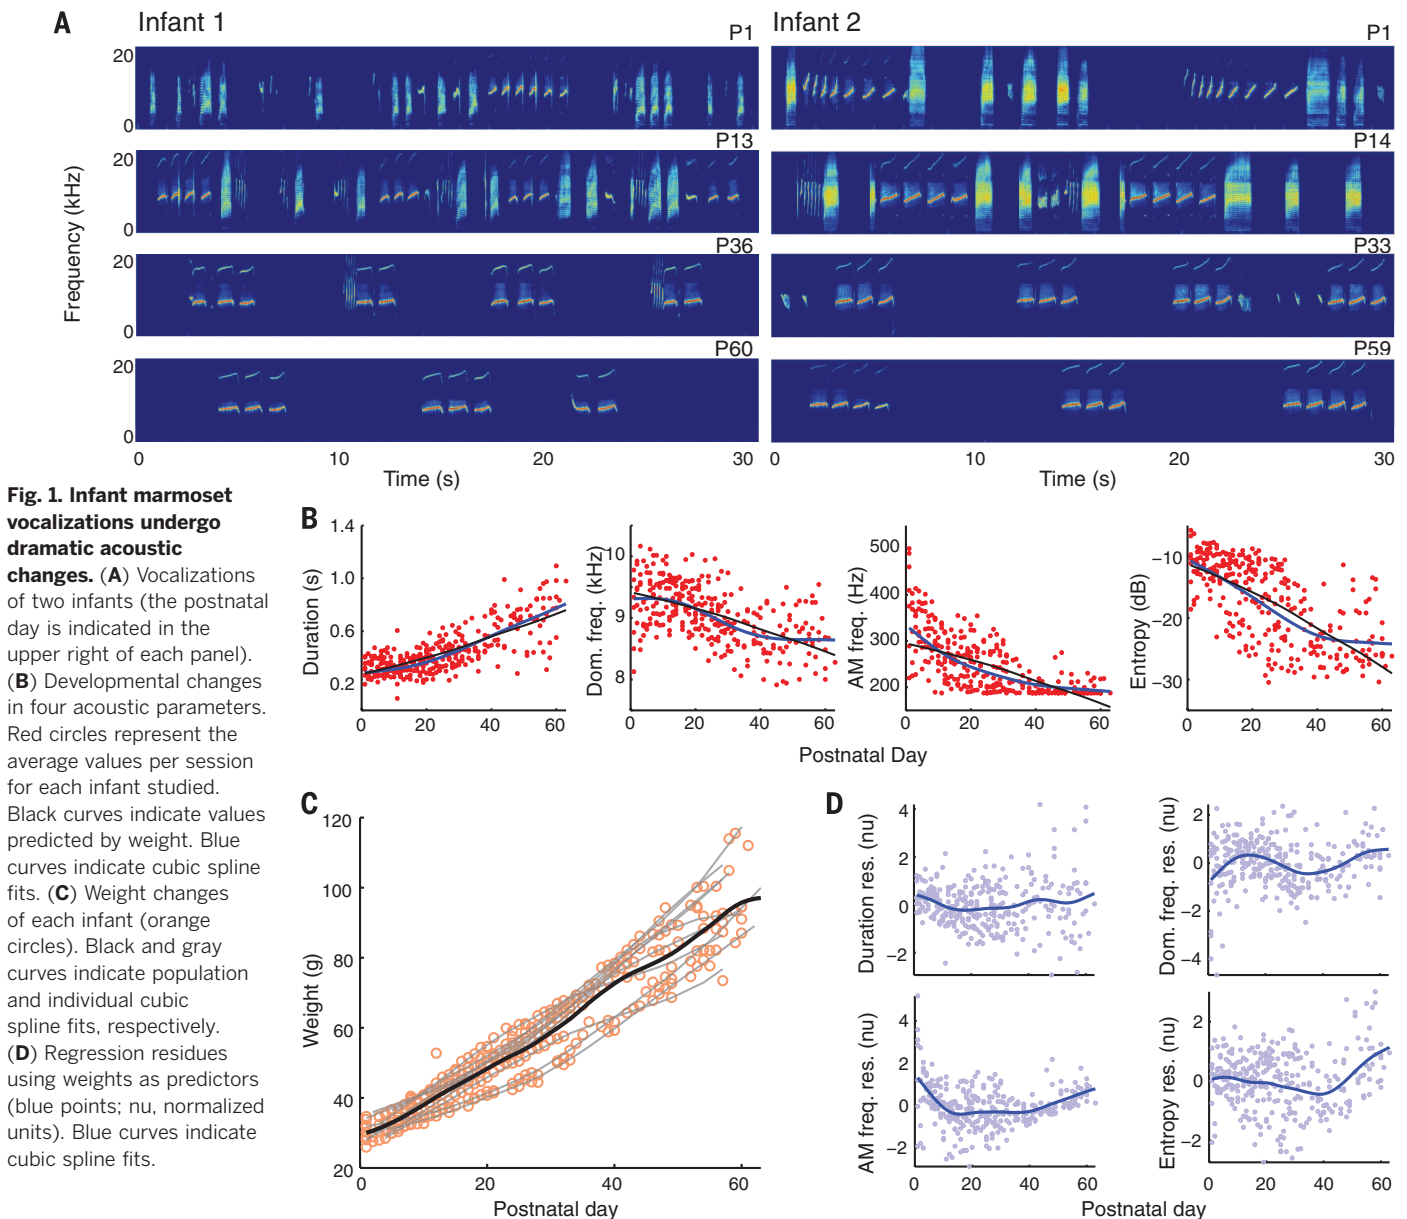 A
Infant 1
Infant 2
P1
P1
20
0
P13
P14
20
0
P36
P33
20
0
P60
P59
20
0
Frequency (kHz)
0
10
20
30
0
10
20
30
Time (s)
Time (s)
Fig. 1. Infant marmoset
vocalizations undergo
dramatic acoustic
changes. (A) Vocalizations
of two infants (the postnatal
day is indicated in the
upper right of each panel).
(B) Developmental changes
in four acoustic parameters.
Red circles represent the
average values per session
for each infant studied.
Black curves indicate values
predicted by weight. Blue
curves indicate cubic spline
fits. (C) Weight changes
of each infant (orange
circles). Black and gray
curves indicate population
and individual cubic
spline fits, respectively.
(D) Regression residues
using weights as predictors
(blue points; nu, normalized
units). Blue curves indicate
cubic spline fits.
B
Duration (s)
1.4
1.0
0.6
0.2
0
20
40
60
Dom. freq. (kHz)
10
9
8
0
20
40
60
AM freq. (Hz)
500
400
300
200
0
20
40
60
Entropy (dB)
−10
−20
−30
0
20
40
60
Postnatal Day
C
Weight (g)
120
100
80
60
40
20
0
20
40
60
Postnatal day
D
Duration res. (nu)
4
2
0
−2
Dom. freq. res. (nu)
2
0
−2
−4
AM freq. res. (nu)
4
2
0
−2
0
20
40
60
Entropy res. (nu)
2
0
−2
0
20
40
60
Postnatal day